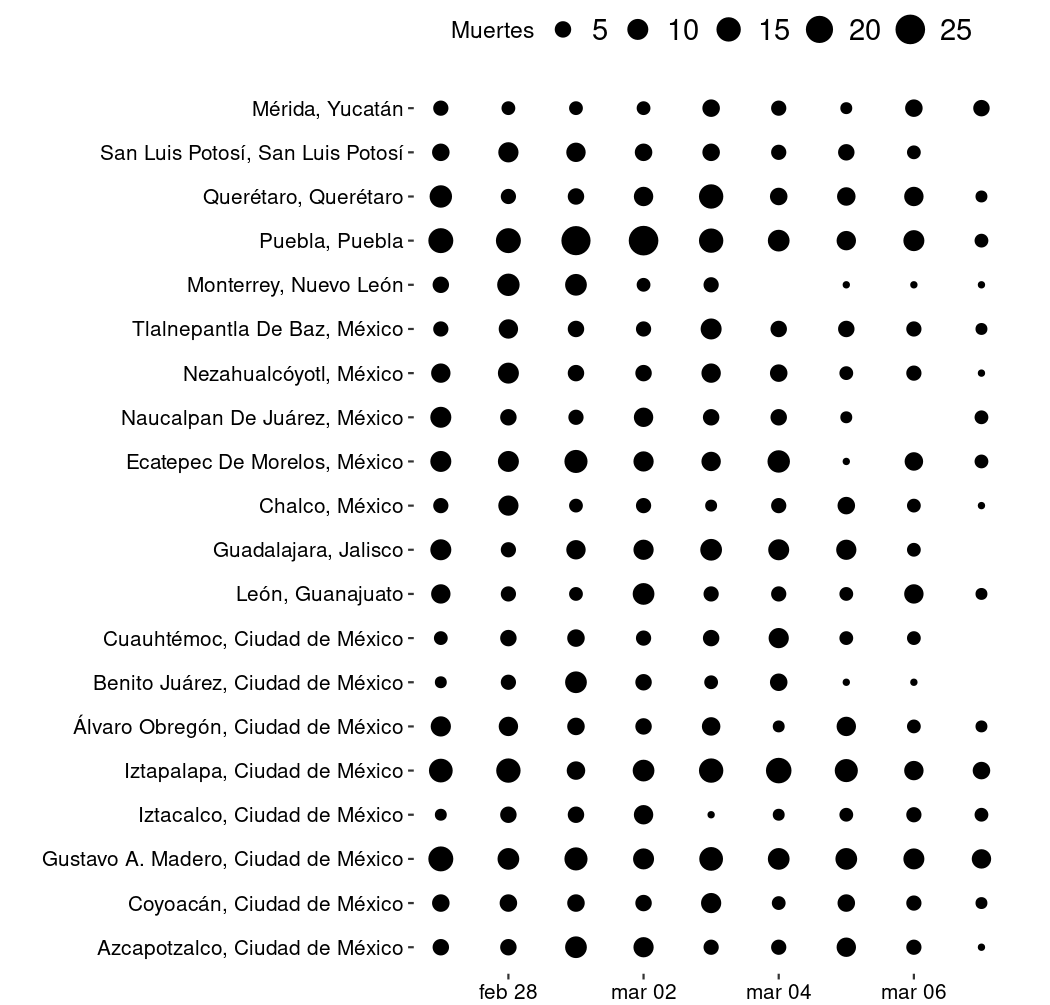 Muertes 5 10 15 20 25
Mérida, Yucatán
San Luis Potosí, San Luis Potosí
Querétaro, Querétaro
Puebla, Puebla
Monterrey, Nuevo León
Tlalnepantla De Baz, México
Nezahualcóyotl, México
Naucalpan De Juárez, México
Ecatepec De Morelos, México
Chalco, México
Guadalajara, Jalisco
León, Guanajuato
Cuauhtémoc, Ciudad de México
Benito Juárez, Ciudad de México
Álvaro Obregón, Ciudad de México
Iztapalapa, Ciudad de México
Iztacalco, Ciudad de México
Gustavo A. Madero, Ciudad de México
Coyoacán, Ciudad de México
Azcapotzalco, Ciudad de México
feb 28 mar 02 mar 04 mar 06